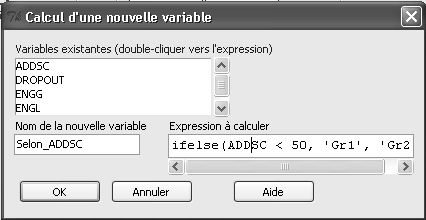 Calcul d'une nouvelle variable
Variables existantes (double-cliquer vers l'expression)
ADDSC
DROPOUT
ENGG
ENGL
Nom de la nouvelle variable
Expression à calculer
Selon_ADDSC
ifelse(ADDSC < 50, 'Gr1', 'Gr2
OK
Annuler
Aide